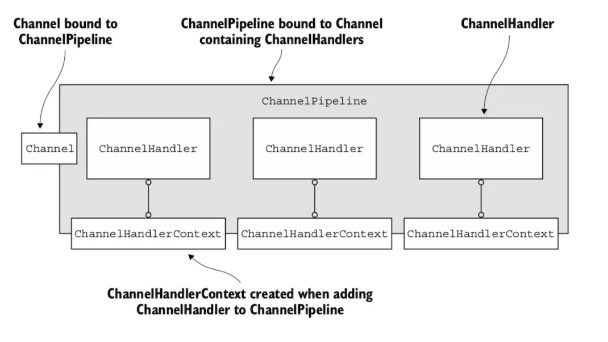 Channel bound to
ChannelPipeline
ChannelPipeline bound to Channel
containing ChannelHandlers
ChannelHandler
ChannelPipeline
Channel
ChannelHandler
ChannelHandler
ChannelHandler
ChannelHandlerContext
ChannelHandlerContext
ChannelHandlerContext
ChannelHandlerContext created when adding
ChannelHandler to ChannelPipeline